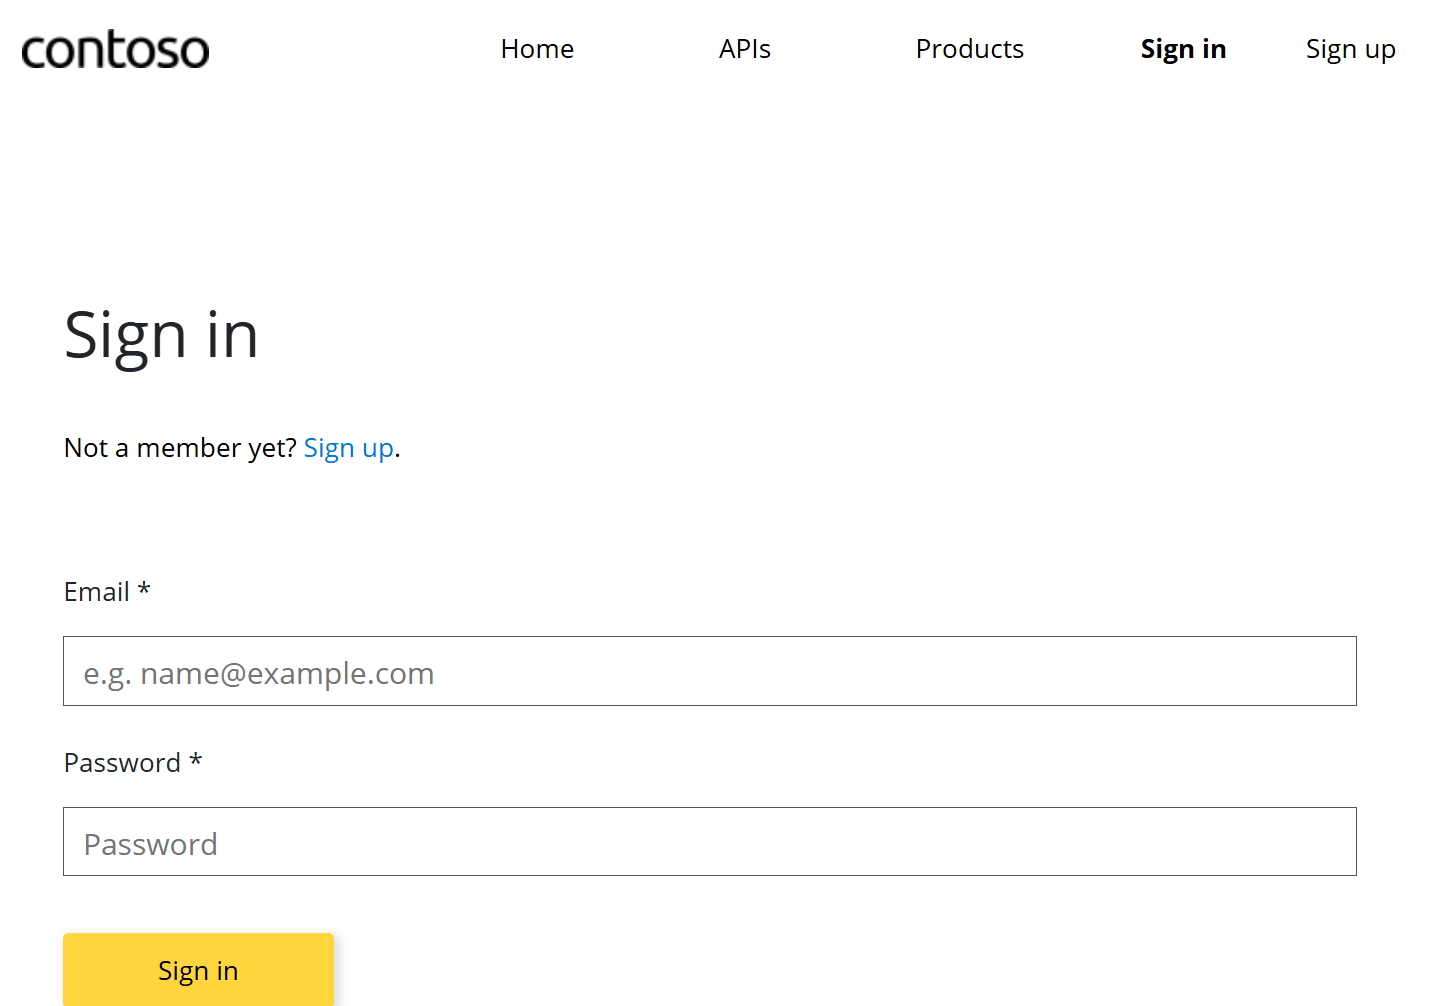 contoso Home APIs Products Sign in Sign up
Sign in
Not a member yet? Sign up.
Email *
e.g. name@example.com
Password *
Password
Sign in